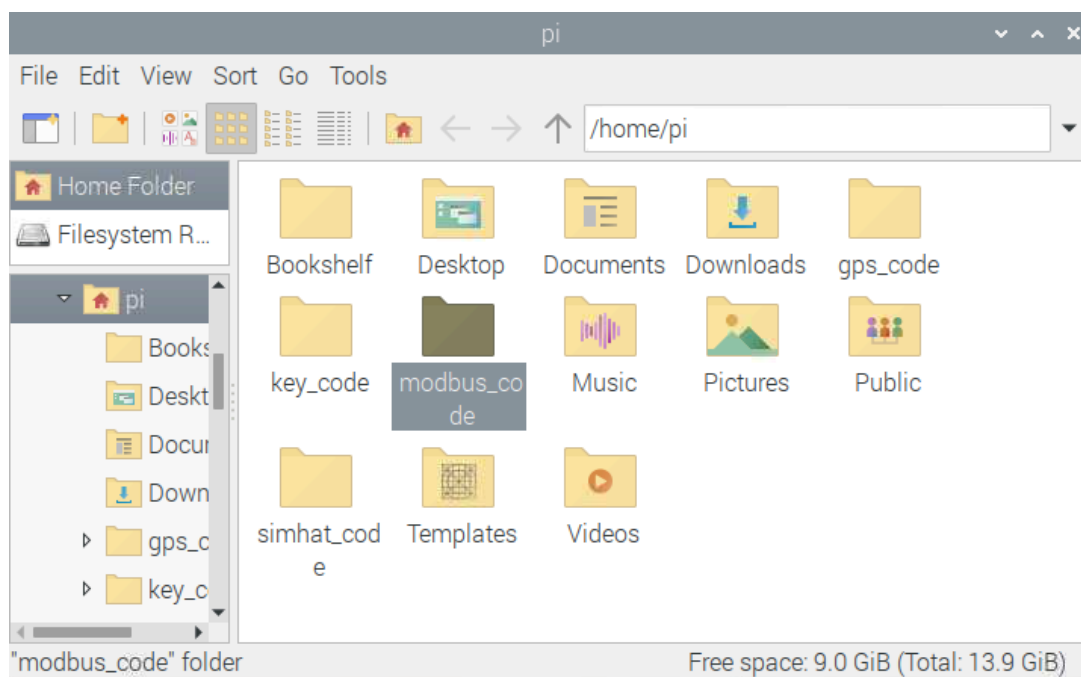 pi
File Edit View Sort Go Tools
/home/pi
Home Folder
Filesystem R...
pi
Books
Deskt
Docur
Down
gps_c
key_c
Bookshelf Desktop Documents Downloads gps_code
key_code modbus_co
de Music Pictures Public
simhat_cod
e Templates Videos
"modbus_code" folder Free space: 9.0 GiB (Total: 13.9 GiB)